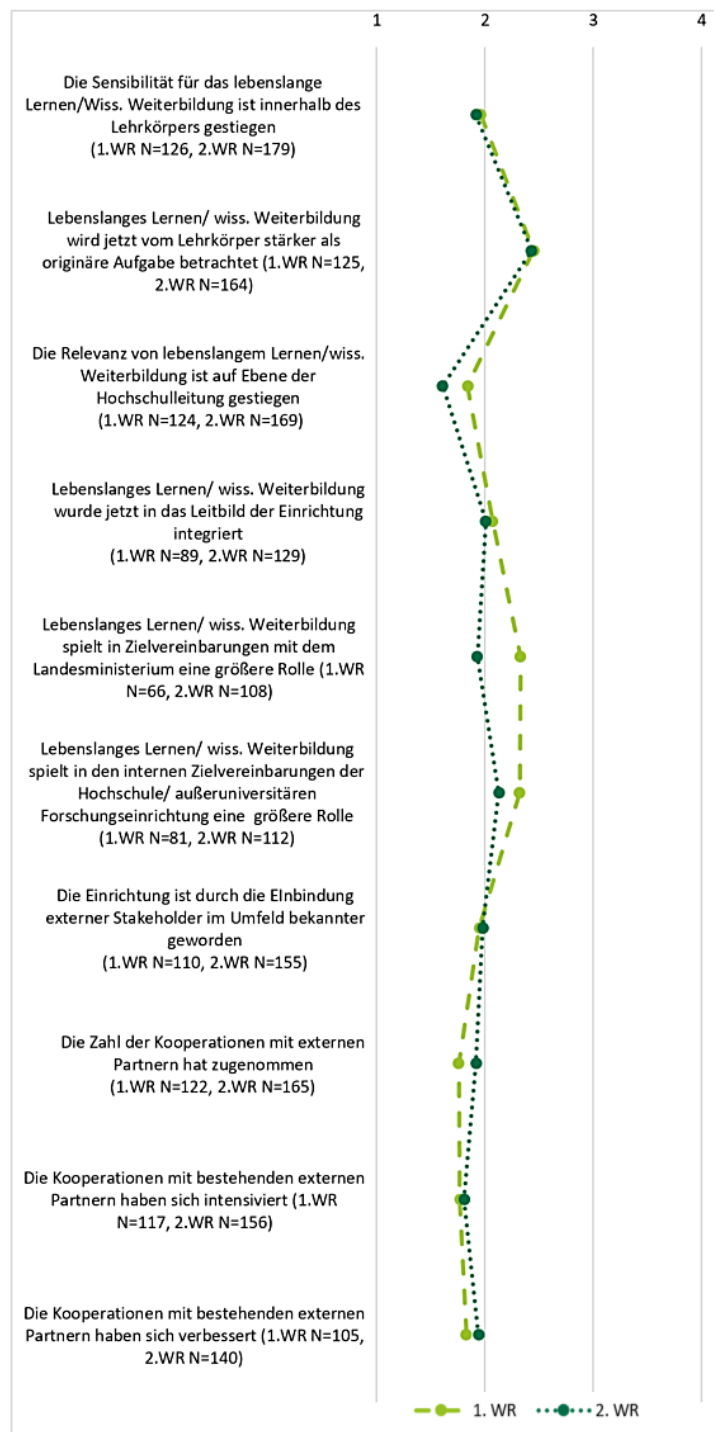 1 2 3 4
Die Sensibilität für das lebenslange
Lernen/Wiss. Weiterbildung ist innerhalb des
Lehrkörpers gestiegen
(1.WR N=126, 2.WR N=179)
Lebenslanges Lernen/ wiss. Weiterbildung
wird jetzt vom Lehrkörper stärker als
originäre Aufgabe betrachtet (1.WR N=125,
2.WR N=164)
Die Relevanz von lebenslangem Lernen/wiss.
Weiterbildung ist auf Ebene der
Hochschulleitung gestiegen
(1.WR N=124, 2.WR N=169)
Lebenslanges Lernen/ wiss. Weiterbildung
wurde jetzt in das Leitbild der Einrichtung
integriert
(1.WR N=89, 2.WR N=129)
Lebenslanges Lernen/ wiss. Weiterbildung
spielt in Zielvereinbarungen mit dem
Landesministerium eine größere Rolle (1.WR
N=66, 2.WR N=108)
Lebenslanges Lernen/ wiss. Weiterbildung
spielt in den internen Zielvereinbarungen der
Hochschule/ außeruniversitären
Forschungseinrichtung eine größere Rolle
(1.WR N=81, 2.WR N=112)
Die Einrichtung ist durch die EInbindung
externer Stakeholder im Umfeld bekannter
geworden
(1.WR N=110, 2.WR N=155)
Die Zahl der Kooperationen mit externen
Partnern hat zugenommen
(1.WR N=122, 2.WR N=165)
Die Kooperationen mit bestehenden externen
Partnern haben sich intensiviert (1.WR
N=117, 2.WR N=156)
Die Kooperationen mit bestehenden externen
Partnern haben sich verbessert (1.WR N=105,
2.WR N=140)
1. WR 2. WR